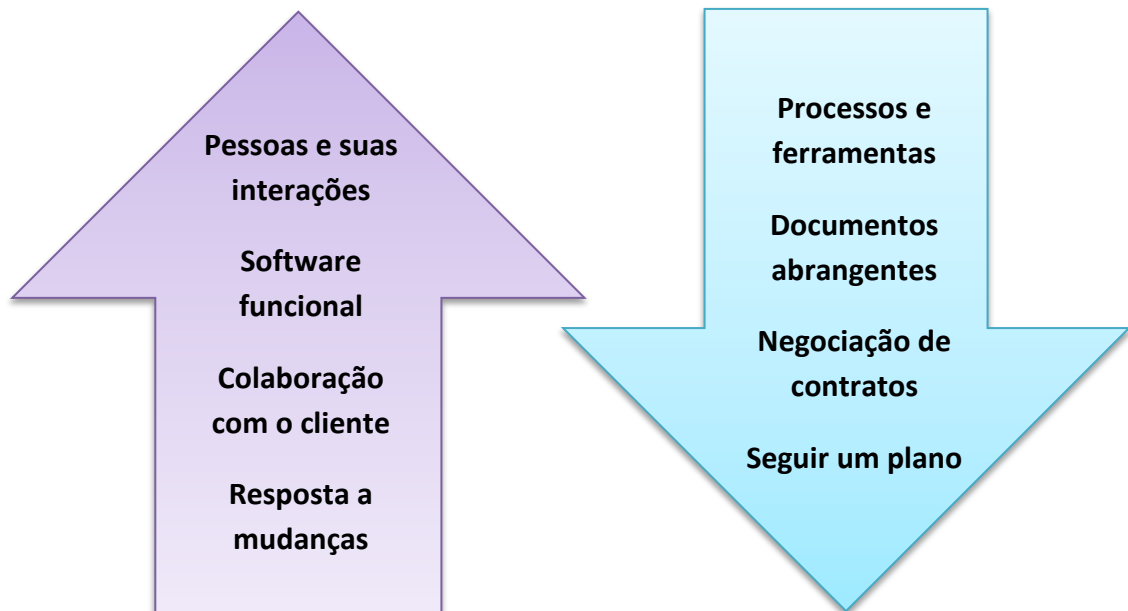 Pessoas e suas
interações
Software
funcional
Colaboração
com o cliente
Resposta a
mudanças
Processos e
ferramentas
Documentos
abrangentes
Negociação de
contratos
Seguir um plano